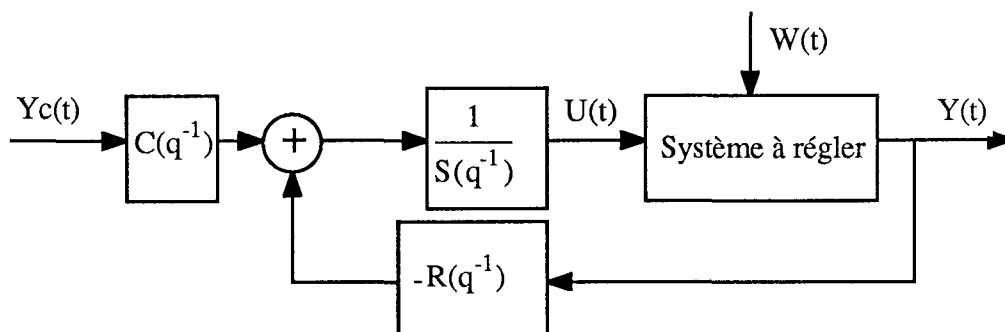 W(t)
Yc(t)
C(q⁻¹)
+
1
S(q⁻¹)
U(t)
Système à régler
Y(t)
-R(q⁻¹)